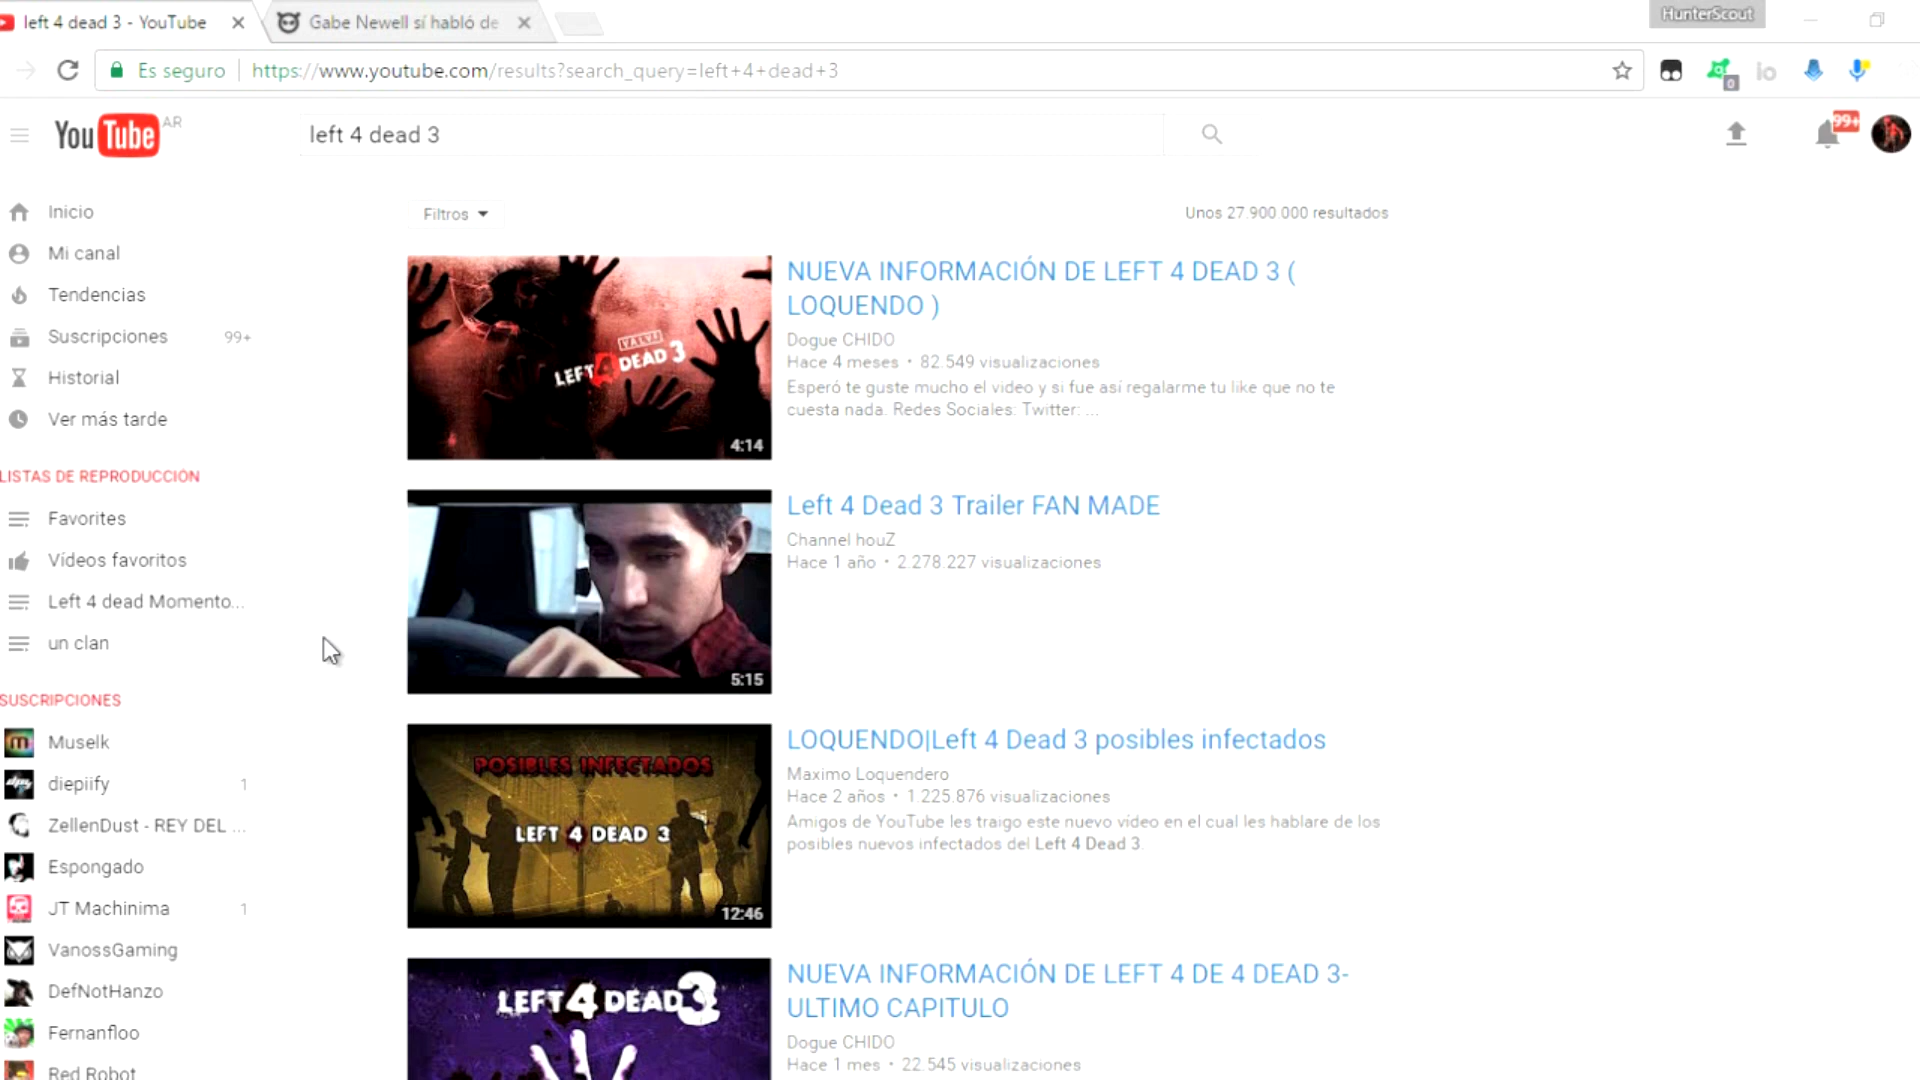 left 4 dead 3 - YouTube
Gabe Newell sí habló de
HunterScout
Es seguro
https://www.youtube.com/results?search_query=left+4+dead+3
0
io
YouTube AR
left 4 dead 3
99+
Inicio
Mi canal
Tendencias
Suscripciones 99+
Historial
Ver más tarde
LISTAS DE REPRODUCCION
Favorites
Vídeos favoritos
Left 4 dead Momento...
un clan
SUSCRIPCIONES
Muselk
diepiify 1
ZellenDust - REY DEL ...
Espongado
JT Machinima 1
VanossGaming
DefNotHanzo
Fernanfloo
Red Robot
Filtros
Unos 27.900.000 resultados
VALVE
LEFT 4 DEAD 3
4:14
NUEVA INFORMACIÓN DE LEFT 4 DEAD 3 (
LOQUENDO )
Dogue CHIDO
Hace 4 meses • 82.549 visualizaciones
Esperó te guste mucho el video y si fue así regalarme tu like que no te
cuesta nada. Redes Sociales: Twitter: ...
5:15
Left 4 Dead 3 Trailer FAN MADE
Channel houZ
Hace 1 año • 2.278.227 visualizaciones
POSIBLES INFECTADOS
LEFT 4 DEAD 3
12:46
LOQUENDO|Left 4 Dead 3 posibles infectados
Maximo Loquendero
Hace 2 años • 1.225.876 visualizaciones
Amigos de YouTube les traigo este nuevo vídeo en el cual les hablare de los
posibles nuevos infectados del Left 4 Dead 3.
LEFT 4 DEAD 3
NUEVA INFORMACIÓN DE LEFT 4 DE 4 DEAD 3-
ULTIMO CAPITULO
Dogue CHIDO
Hace 1 mes • 22.545 visualizaciones